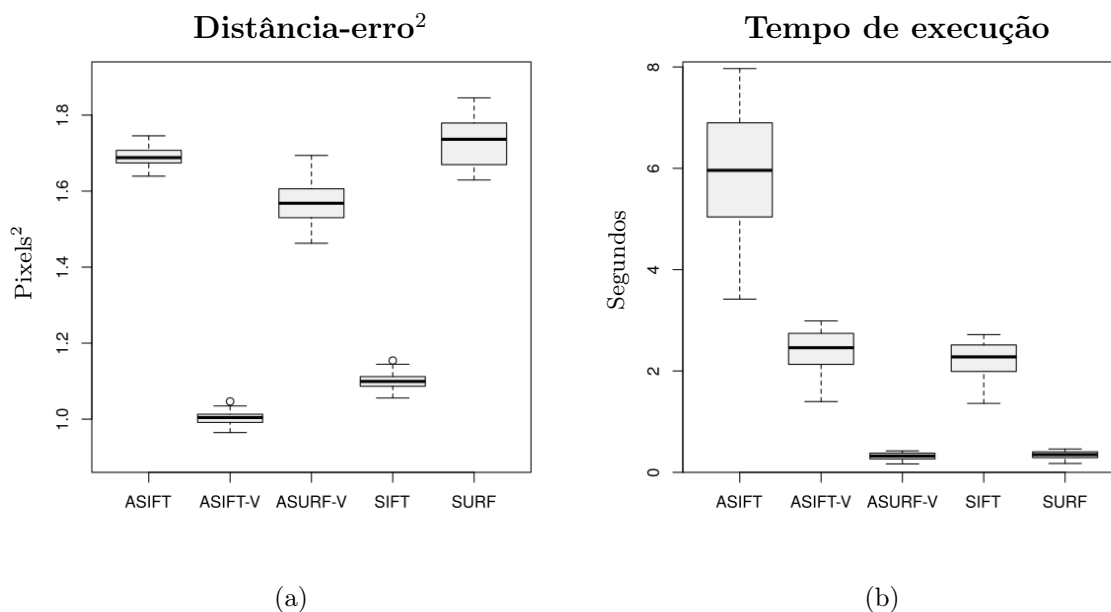 Distância-erro²
Pixels²
1.8
1.6
1.4
1.2
1.0
ASIFT ASIFT-V ASURF-V SIFT SURF
(a)
Tempo de execução
Segundos
8
6
4
2
0
ASIFT ASIFT-V ASURF-V SIFT SURF
(b)